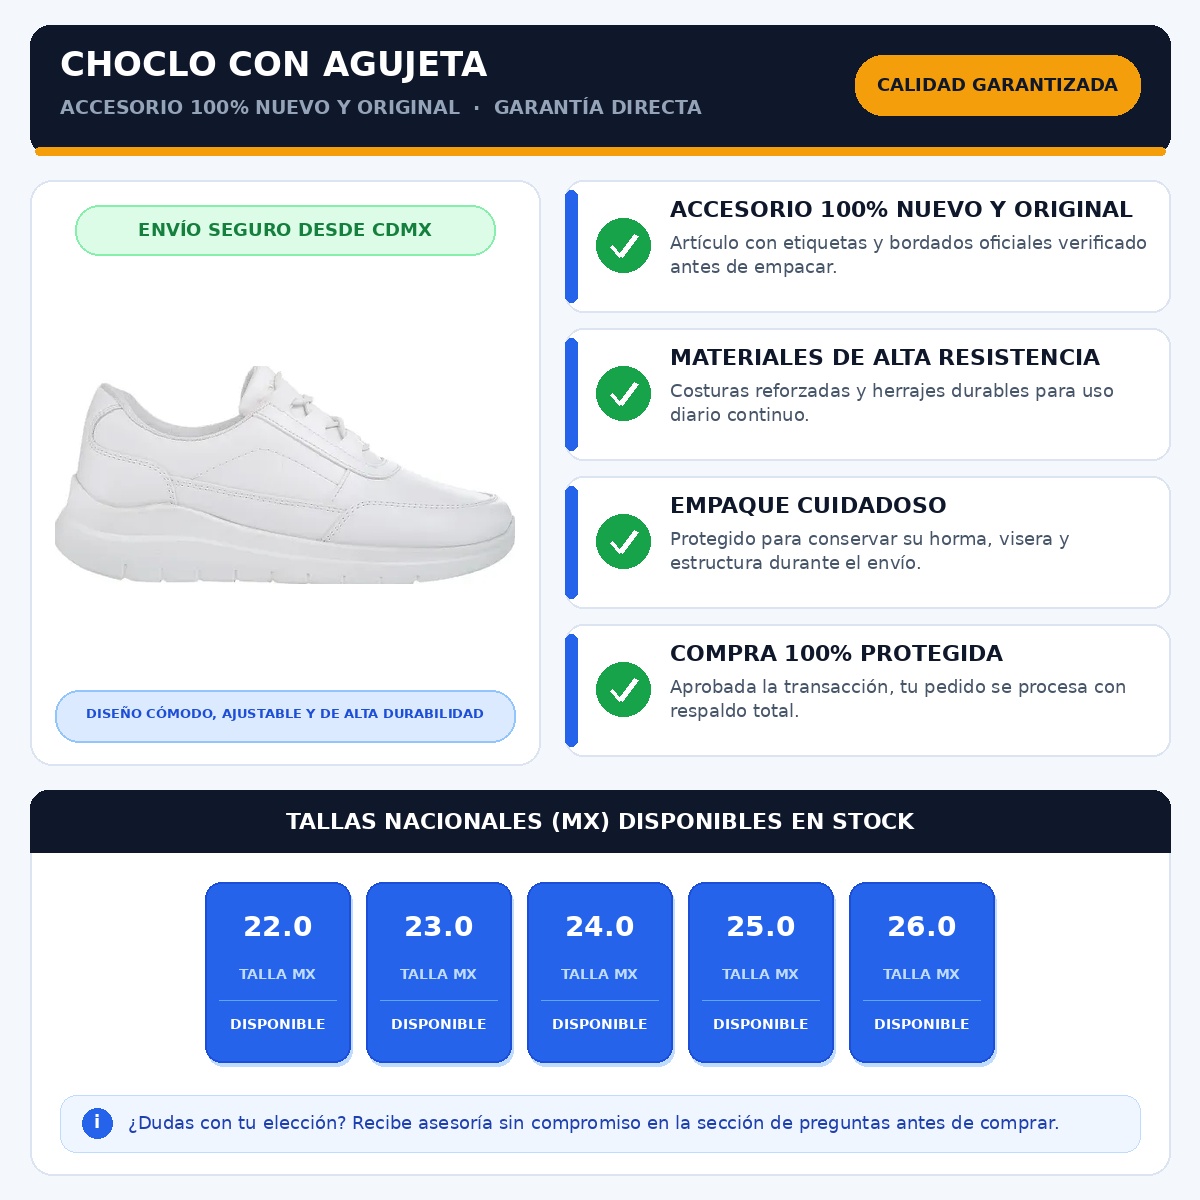 CHOCLO CON AGUJETA
ACCESORIO 100% NUEVO Y ORIGINAL · GARANTÍA DIRECTA
CALIDAD GARANTIZADA
ENVÍO SEGURO DESDE CDMX
DISEÑO CÓMODO, AJUSTABLE Y DE ALTA DURABILIDAD
ACCESORIO 100% NUEVO Y ORIGINAL
Artículo con etiquetas y bordados oficiales verificado
antes de empacar.
MATERIALES DE ALTA RESISTENCIA
Costuras reforzadas y herrajes durables para uso
diario continuo.
EMPAQUE CUIDADOSO
Protegido para conservar su horma, visera y
estructura durante el envío.
COMPRA 100% PROTEGIDA
Aprobada la transacción, tu pedido se procesa con
respaldo total.
TALLAS NACIONALES (MX) DISPONIBLES EN STOCK
22.0 23.0 24.0 25.0 26.0
TALLA MX TALLA MX TALLA MX TALLA MX TALLA MX
DISPONIBLE DISPONIBLE DISPONIBLE DISPONIBLE DISPONIBLE
i ¿Dudas con tu elección? Recibe asesoría sin compromiso en la sección de preguntas antes de comprar.